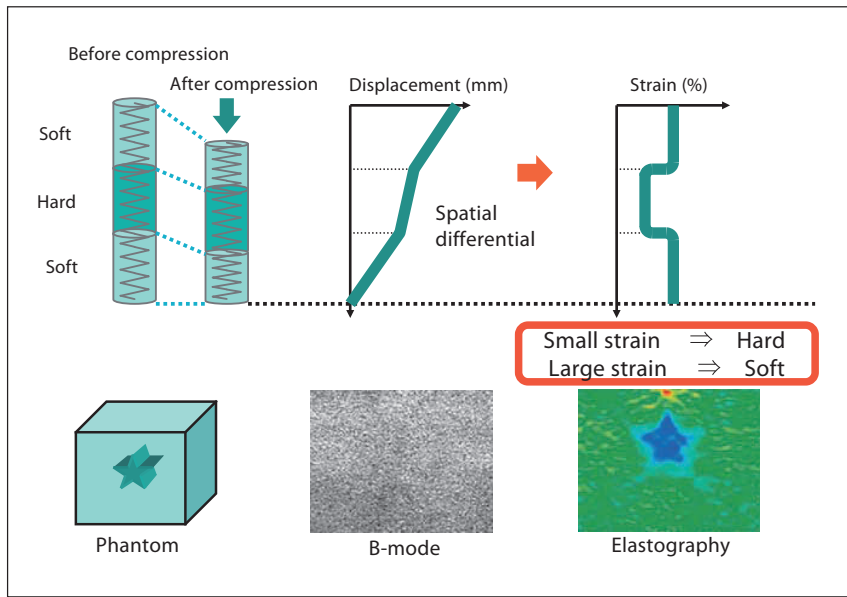 Before compression
After compression
Displacement (mm)
Strain (%)
Soft
Hard
Soft
Spatial
differential
Small strain ⇒ Hard
Large strain ⇒ Soft
Phantom
B-mode
Elastography